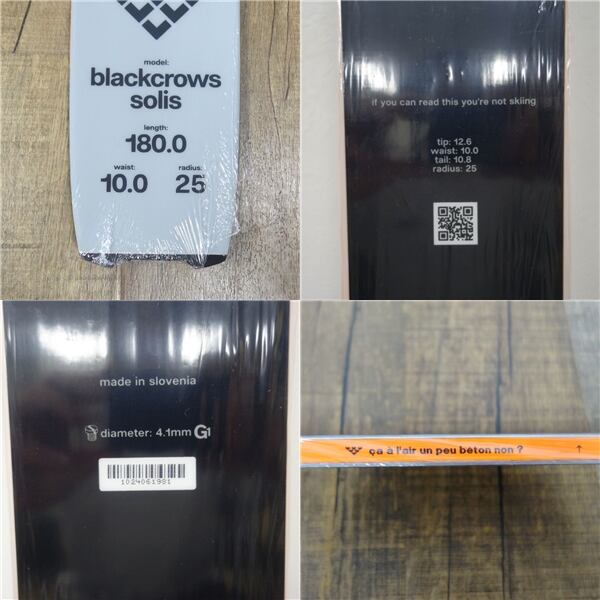 model:
blackcrows
solis
length:
180.0
waist:
10.0
radius:
25
if you can read this you're not skiing
tip: 12.6
waist: 10.0
tail: 10.8
radius: 25
made in slovenia
diameter: 4.1mm G1
1024061981
ça à l'air un peu béton non ? ↑